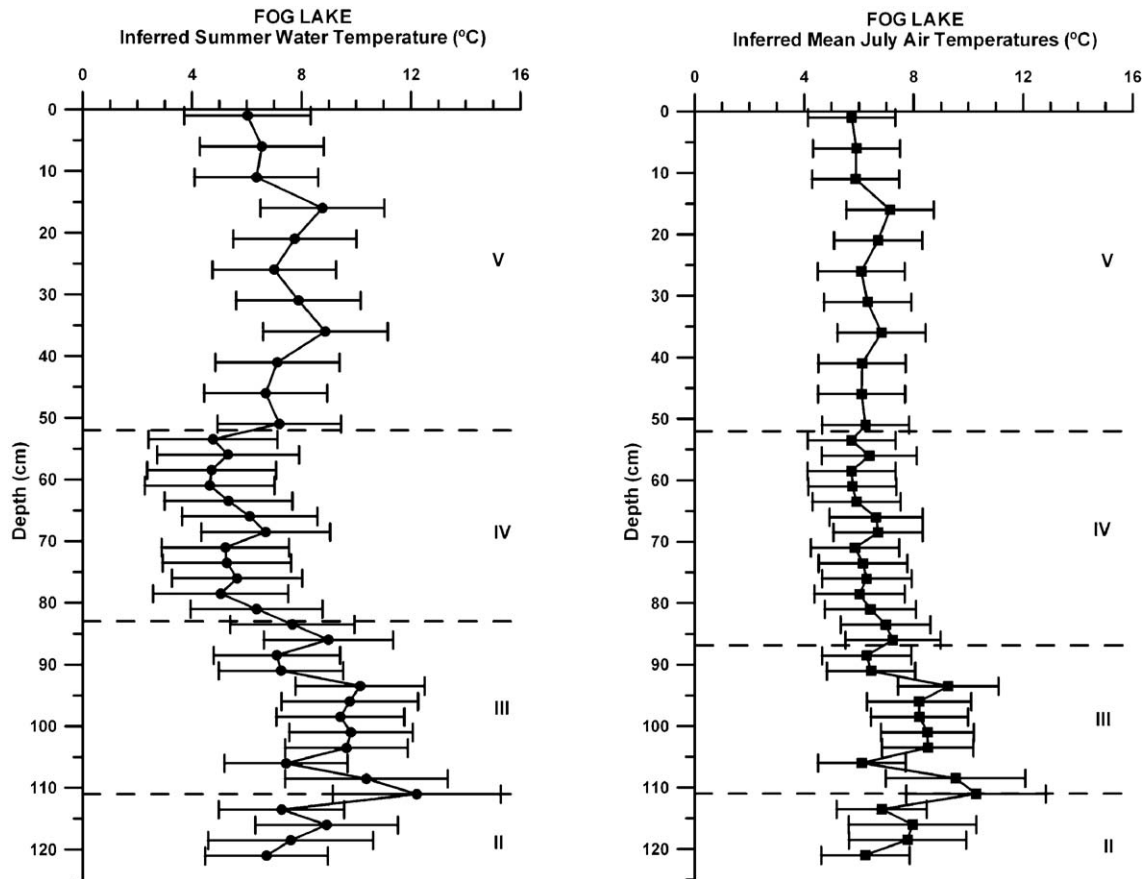 FOG LAKE
Inferred Summer Water Temperature (ºC)
0 4 8 12 16
0
10
20
30
40
50
60
70
80
90
100
110
120
Depth (cm)
V
IV
III
II
FOG LAKE
Inferred Mean July Air Temperatures (ºC)
0 4 8 12 16
0
10
20
30
40
50
60
70
80
90
100
110
120
Depth (cm)
V
IV
III
II